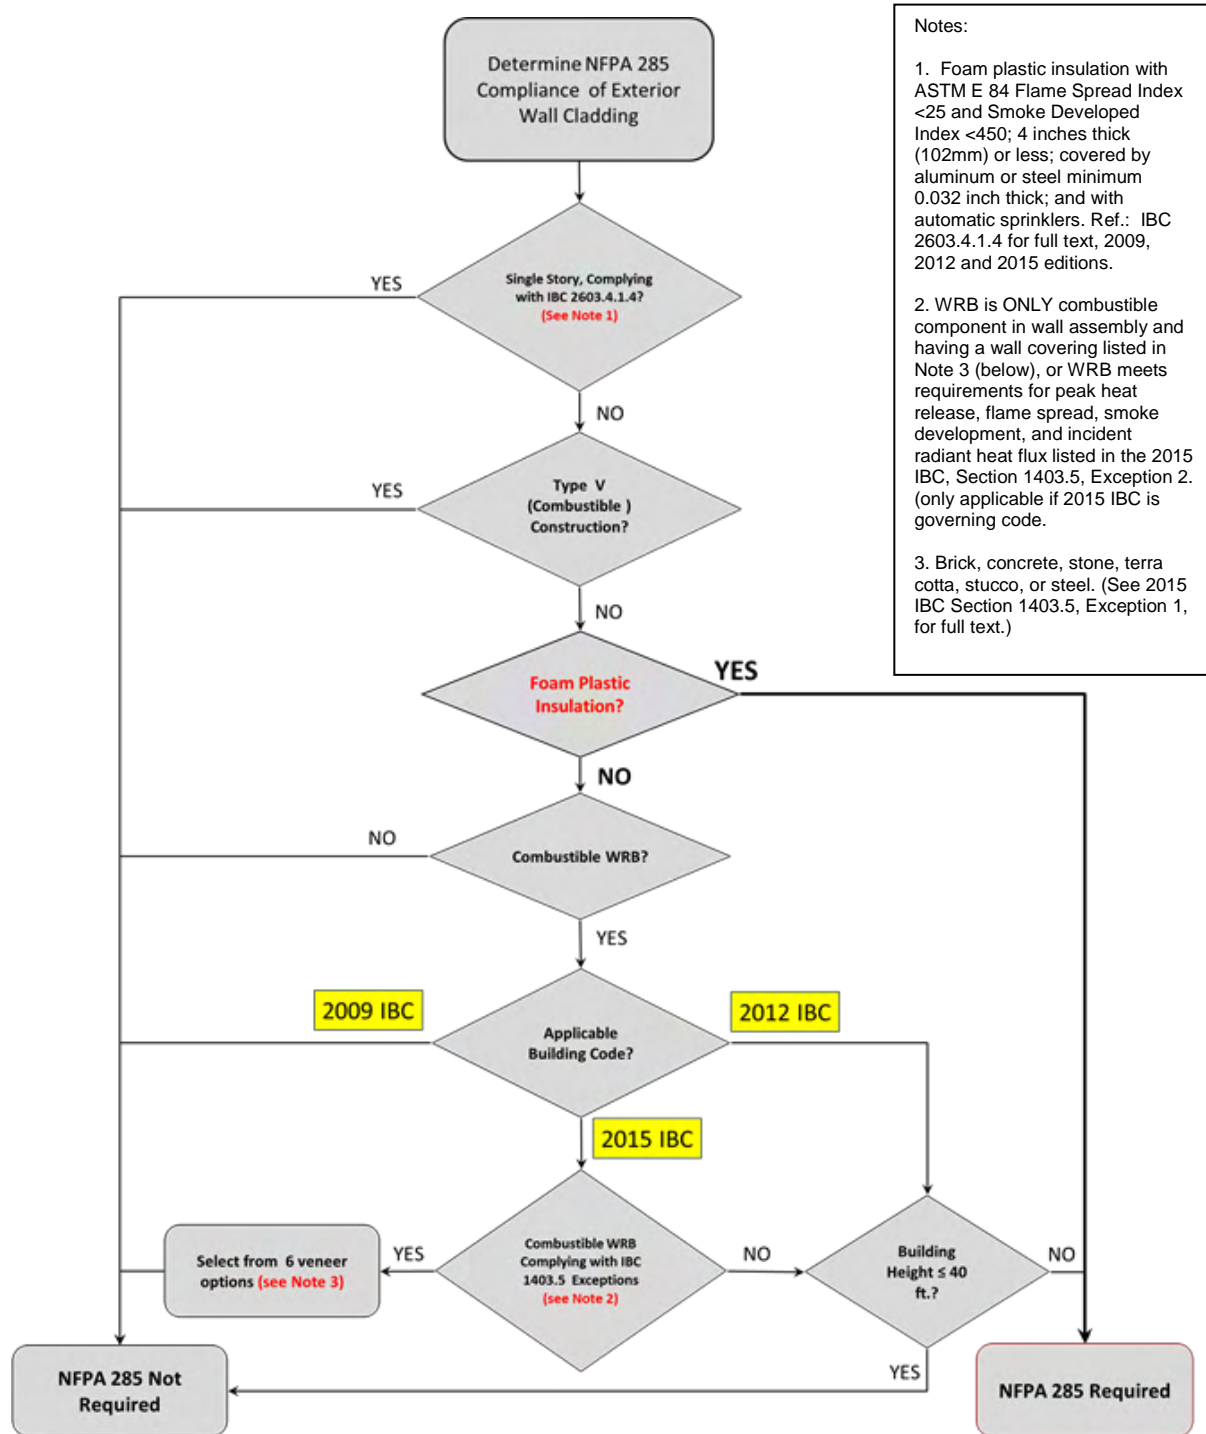 Determine NFPA 285
Compliance of Exterior
Wall Cladding
Notes:
1. Foam plastic insulation with
ASTM E 84 Flame Spread Index
<25 and Smoke Developed
Index <450; 4 inches thick
(102mm) or less; covered by
aluminum or steel minimum
0.032 inch thick; and with
automatic sprinklers. Ref.: IBC
2603.4.1.4 for full text, 2009,
2012 and 2015 editions.
2. WRB is ONLY combustible
component in wall assembly and
having a wall covering listed in
Note 3 (below), or WRB meets
requirements for peak heat
release, flame spread, smoke
development, and incident
radiant heat flux listed in the 2015
IBC, Section 1403.5, Exception 2.
(only applicable if 2015 IBC is
governing code.
3. Brick, concrete, stone, terra
cotta, stucco, or steel. (See 2015
IBC Section 1403.5, Exception 1,
for full text.)
YES
Single Story, Complying
with IBC 2603.4.1.4?
(See Note 1)
NO
YES
Type V
(Combustible )
Construction?
NO
Foam Plastic
Insulation?
YES
NO
NO
Combustible WRB?
YES
2009 IBC
Applicable
Building Code?
2012 IBC
2015 IBC
Select from 6 veneer
options (see Note 3)
YES
Combustible WRB
Complying with IBC
1403.5 Exceptions
(see Note 2)
NO
Building
Height ≤ 40
ft.?
NO
YES
NFPA 285 Not
Required
NFPA 285 Required